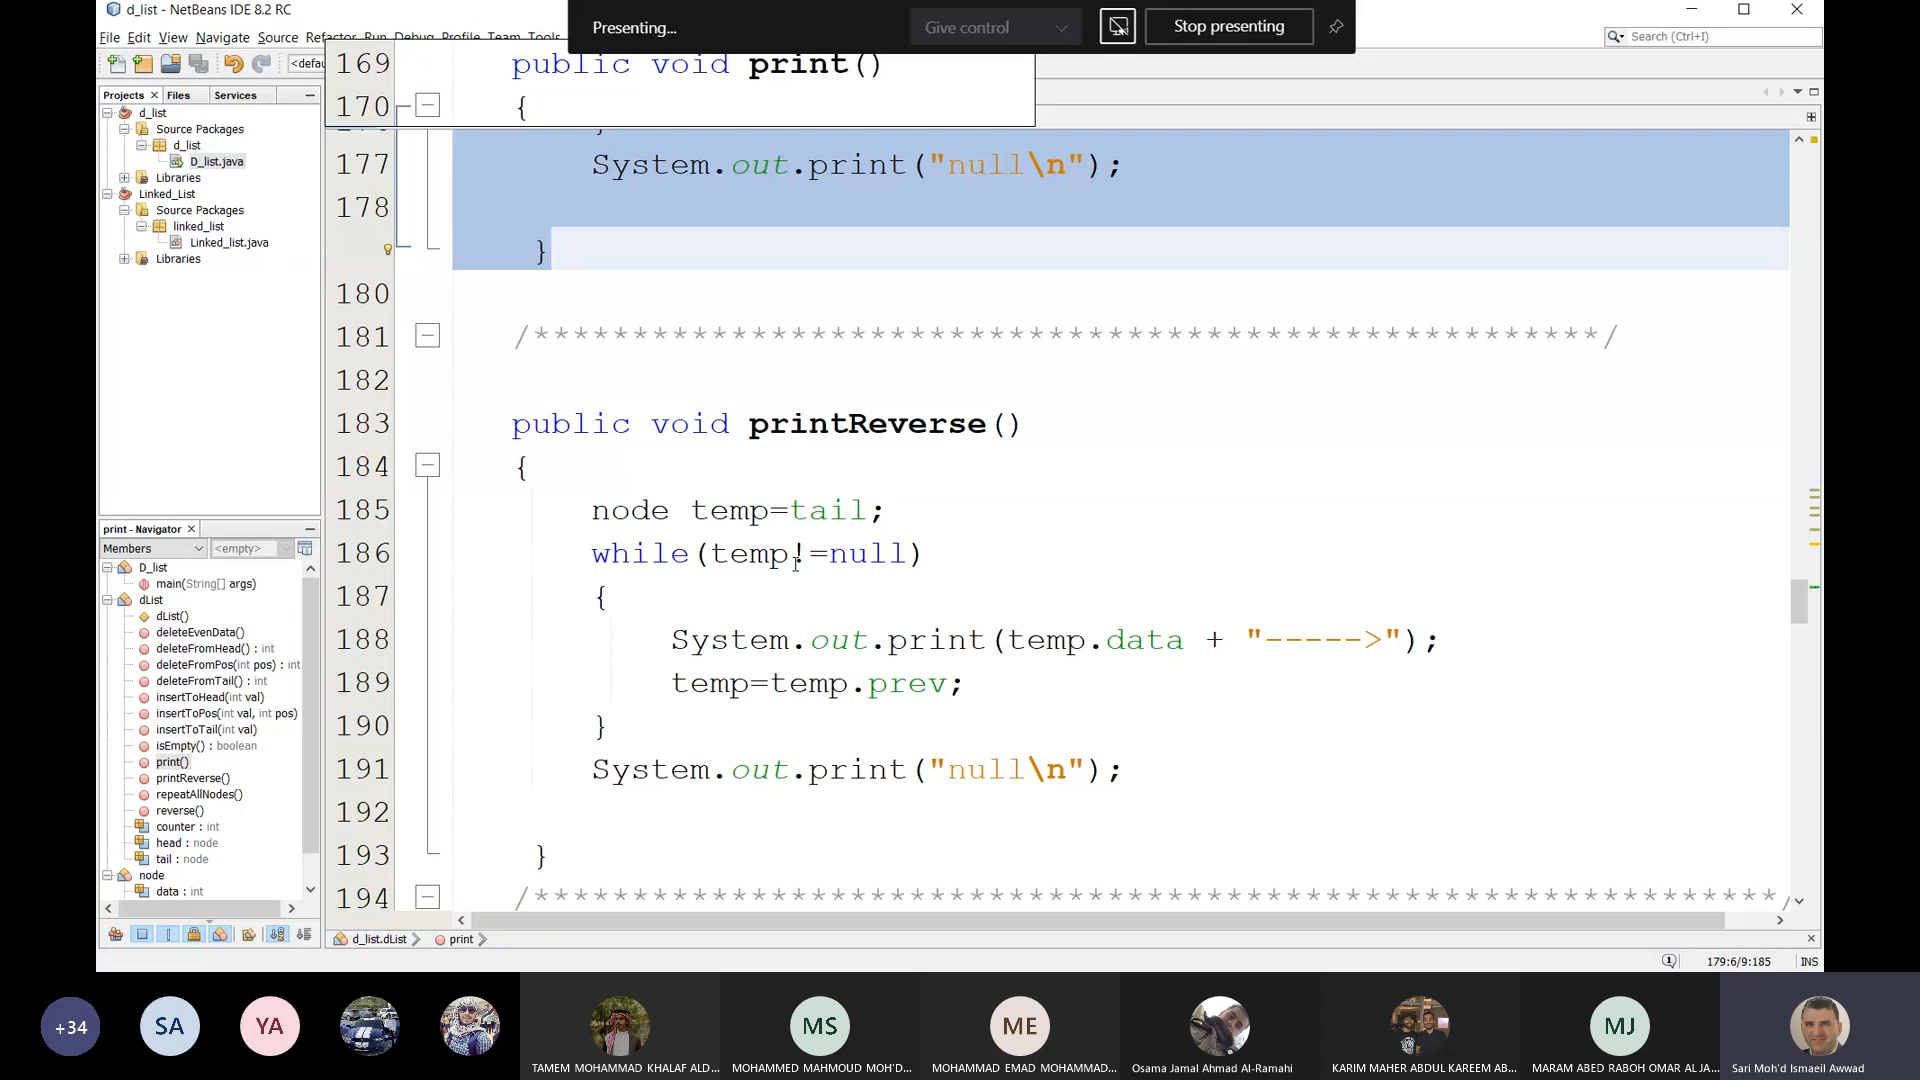 d_list - NetBeans IDE 8.2 RC
Presenting...
Give control
Stop presenting
File Edit View Navigate Source Refactor Run Debug Profile Team Tools
Search (Ctrl+I)
<defau
Projects
Files
Services
d_list
Source Packages
d_list
D_list.java
Libraries
Linked_List
Source Packages
linked_list
Linked_list.java
Libraries
print - Navigator
Members
<empty>
D_list
main(String[] args)
dList
dList()
deleteEvenData()
deleteFromHead() : int
deleteFromPos(int pos) : int
deleteFromTail() : int
insertToHead(int val)
insertToPos(int val, int pos)
insertToTail(int val)
isEmpty() : boolean
print()
printReverse()
repeatAllNodes()
reverse()
counter : int
head : node
tail : node
node
data : int
169 public void print()
170 {
177 System.out.print("null\n");
178
}
180
181 /******************************************************/
182
183 public void printReverse()
184 {
185 node temp=tail;
186 while(temp!=null)
187 {
188 System.out.print(temp.data + "----->");
189 temp=temp.prev;
190 }
191 System.out.print("null\n");
192
193 }
194 /***************************************************************/
d_list.dList
print
179:6/9:185
INS
+34
SA
YA
TAMEM MOHAMMAD KHALAF ALD...
MS
MOHAMMED MAHMOUD MOH'D...
ME
MOHAMMAD EMAD MOHAMMAD...
Osama Jamal Ahmad Al-Ramahi
KARIM MAHER ABDUL KAREEM AB...
MJ
MARAM ABED RABOH OMAR AL JA...
Sari Moh'd Ismaeil Awwad